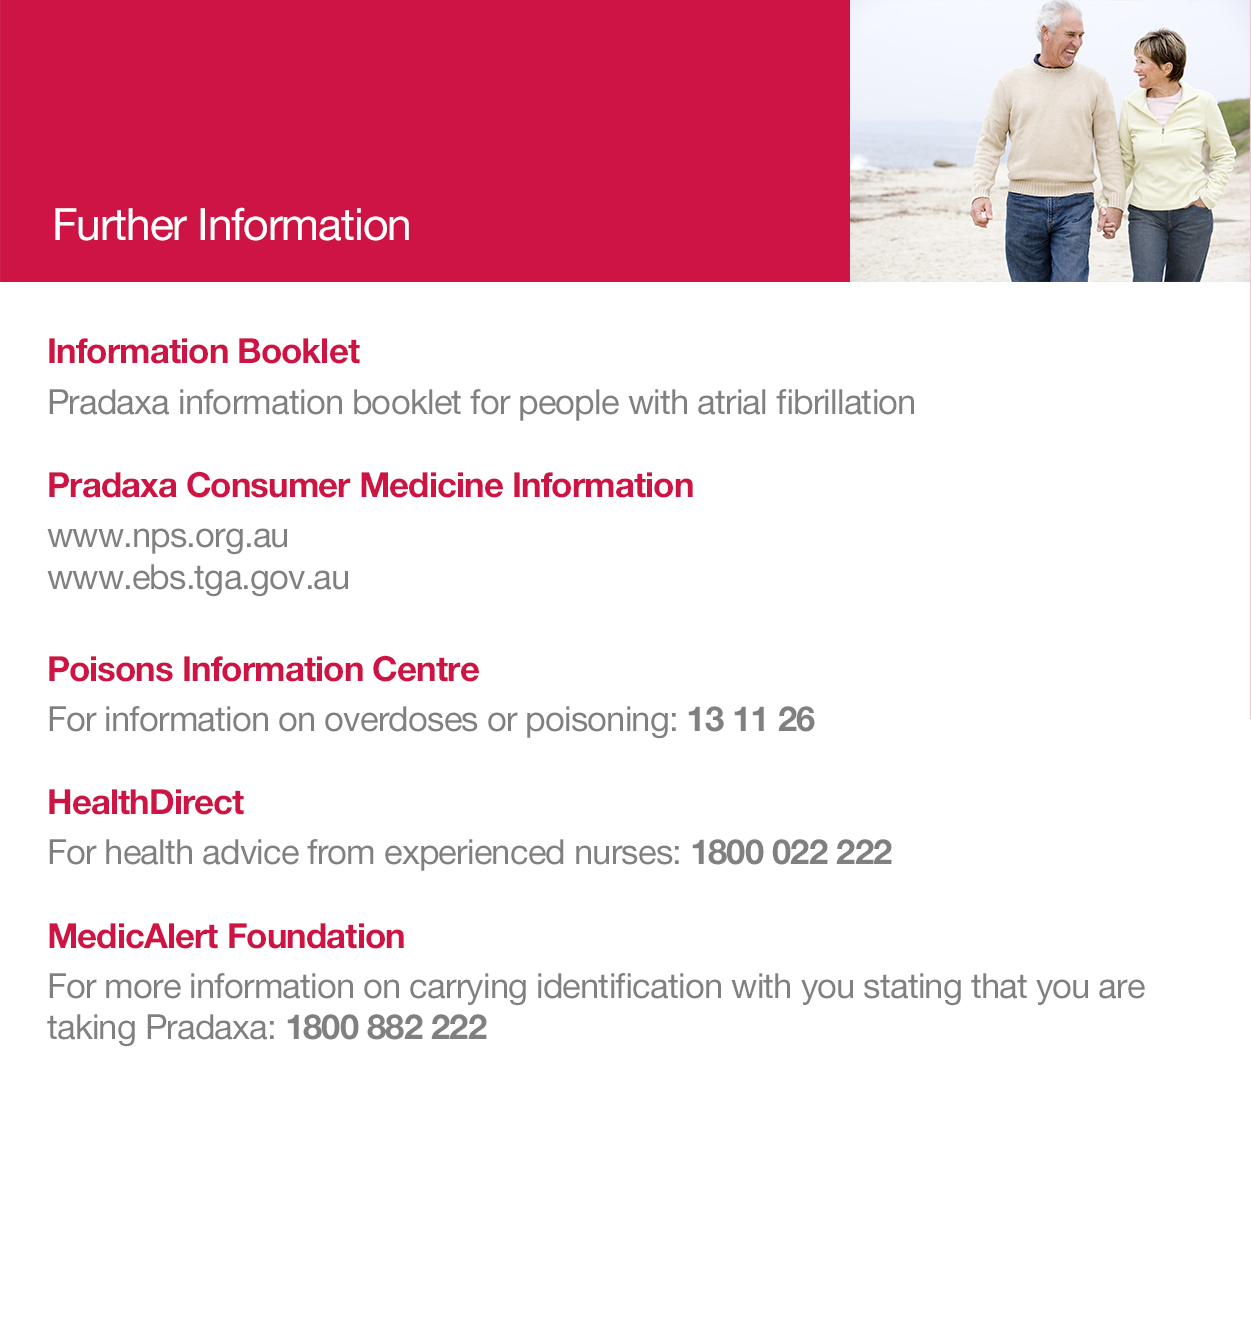 Further Information
Information Booklet
Pradaxa information booklet for people with atrial fibrillation
Pradaxa Consumer Medicine Information
www.nps.org.au
www.ebs.tga.gov.au
Poisons Information Centre
For information on overdoses or poisoning: 13 11 26
HealthDirect
For health advice from experienced nurses: 1800 022 222
MedicAlert Foundation
For more information on carrying identification with you stating that you are
taking Pradaxa: 1800 882 222